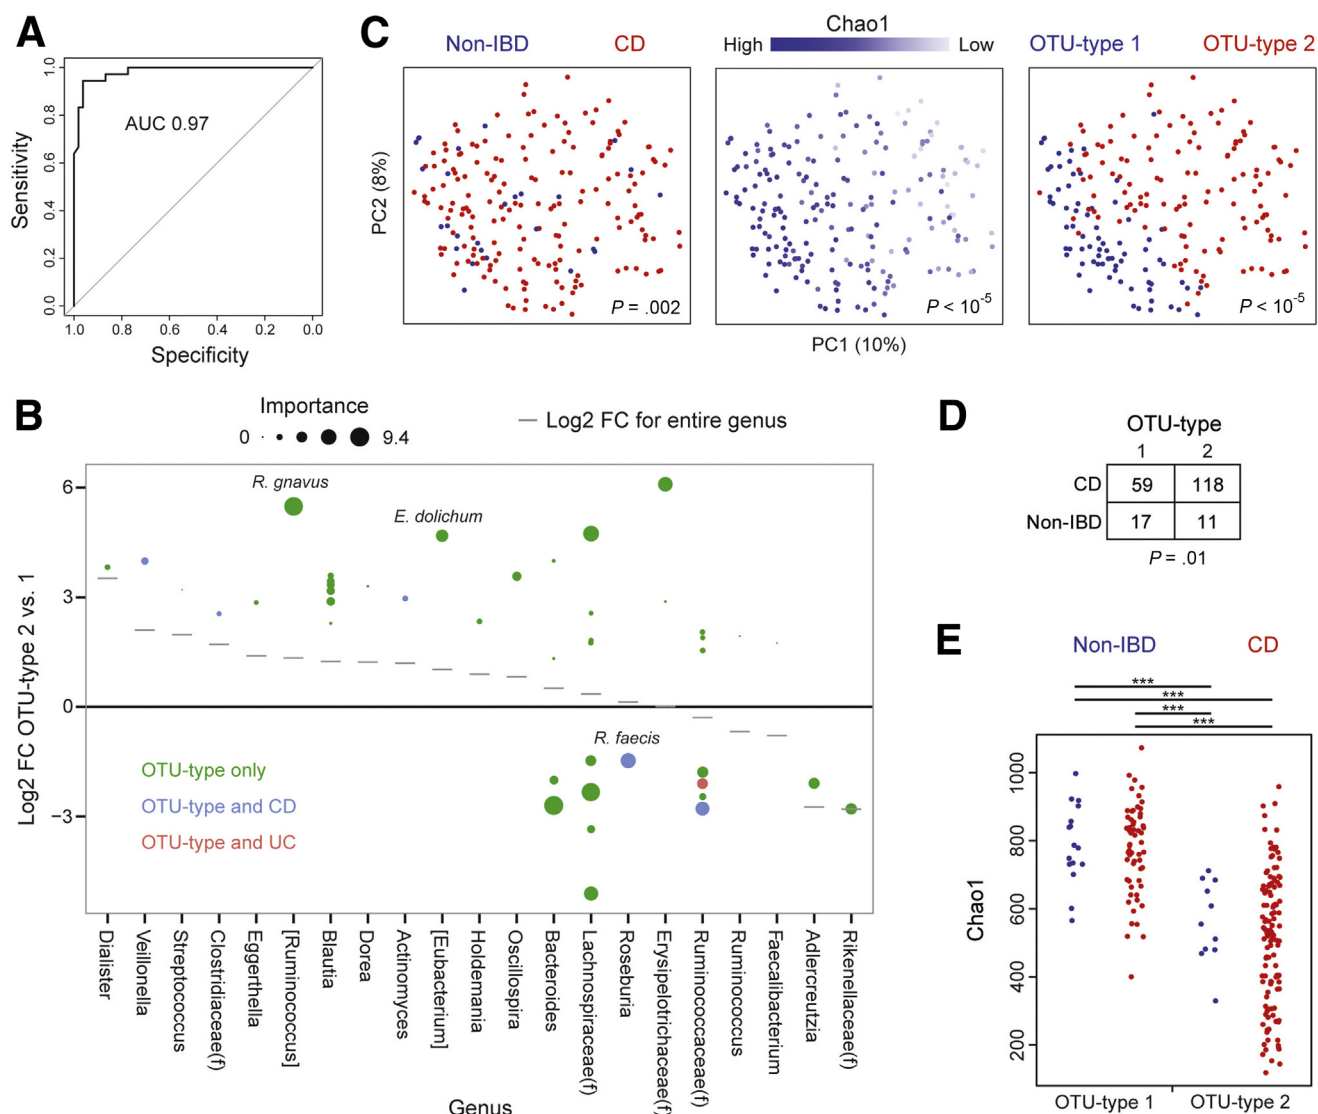 A
1.0
0.8
0.6
0.4
0.2
0.0
Sensitivity
AUC 0.97
1.0 0.8 0.6 0.4 0.2 0.0
Specificity
C
Non-IBD CD
PC2 (8%)
P = .002
Chao1
High Low
P < 10-5
PC1 (10%)
OTU-type 1 OTU-type 2
P < 10-5
B
Importance
0 9.4
Log2 FC for entire genus
Log2 FC OTU-type 2 vs. 1
6
3
0
−3
R. gnavus
E. dolichum
R. faecis
OTU-type only
OTU-type and CD
OTU-type and UC
Dialister
Veillonella
Streptococcus
Clostridiaceae(f)
Eggerthella
[Ruminococcus]
Blautia
Dorea
Actinomyces
[Eubacterium]
Holdemania
Oscillospira
Bacteroides
Lachnospiraceae(f)
Roseburia
Erysipelotrichaceae(f)
Ruminococcaceae(f)
Ruminococcus
Faecalibacterium
Adlercreutzia
Rikenellaceae(f)
Genus
D
OTU-type
1 2
CD 59 118
Non-IBD 17 11
P = .01
E
Non-IBD CD
***
***
***
***
Chao1
1000
800
600
400
200
OTU-type 1 OTU-type 2